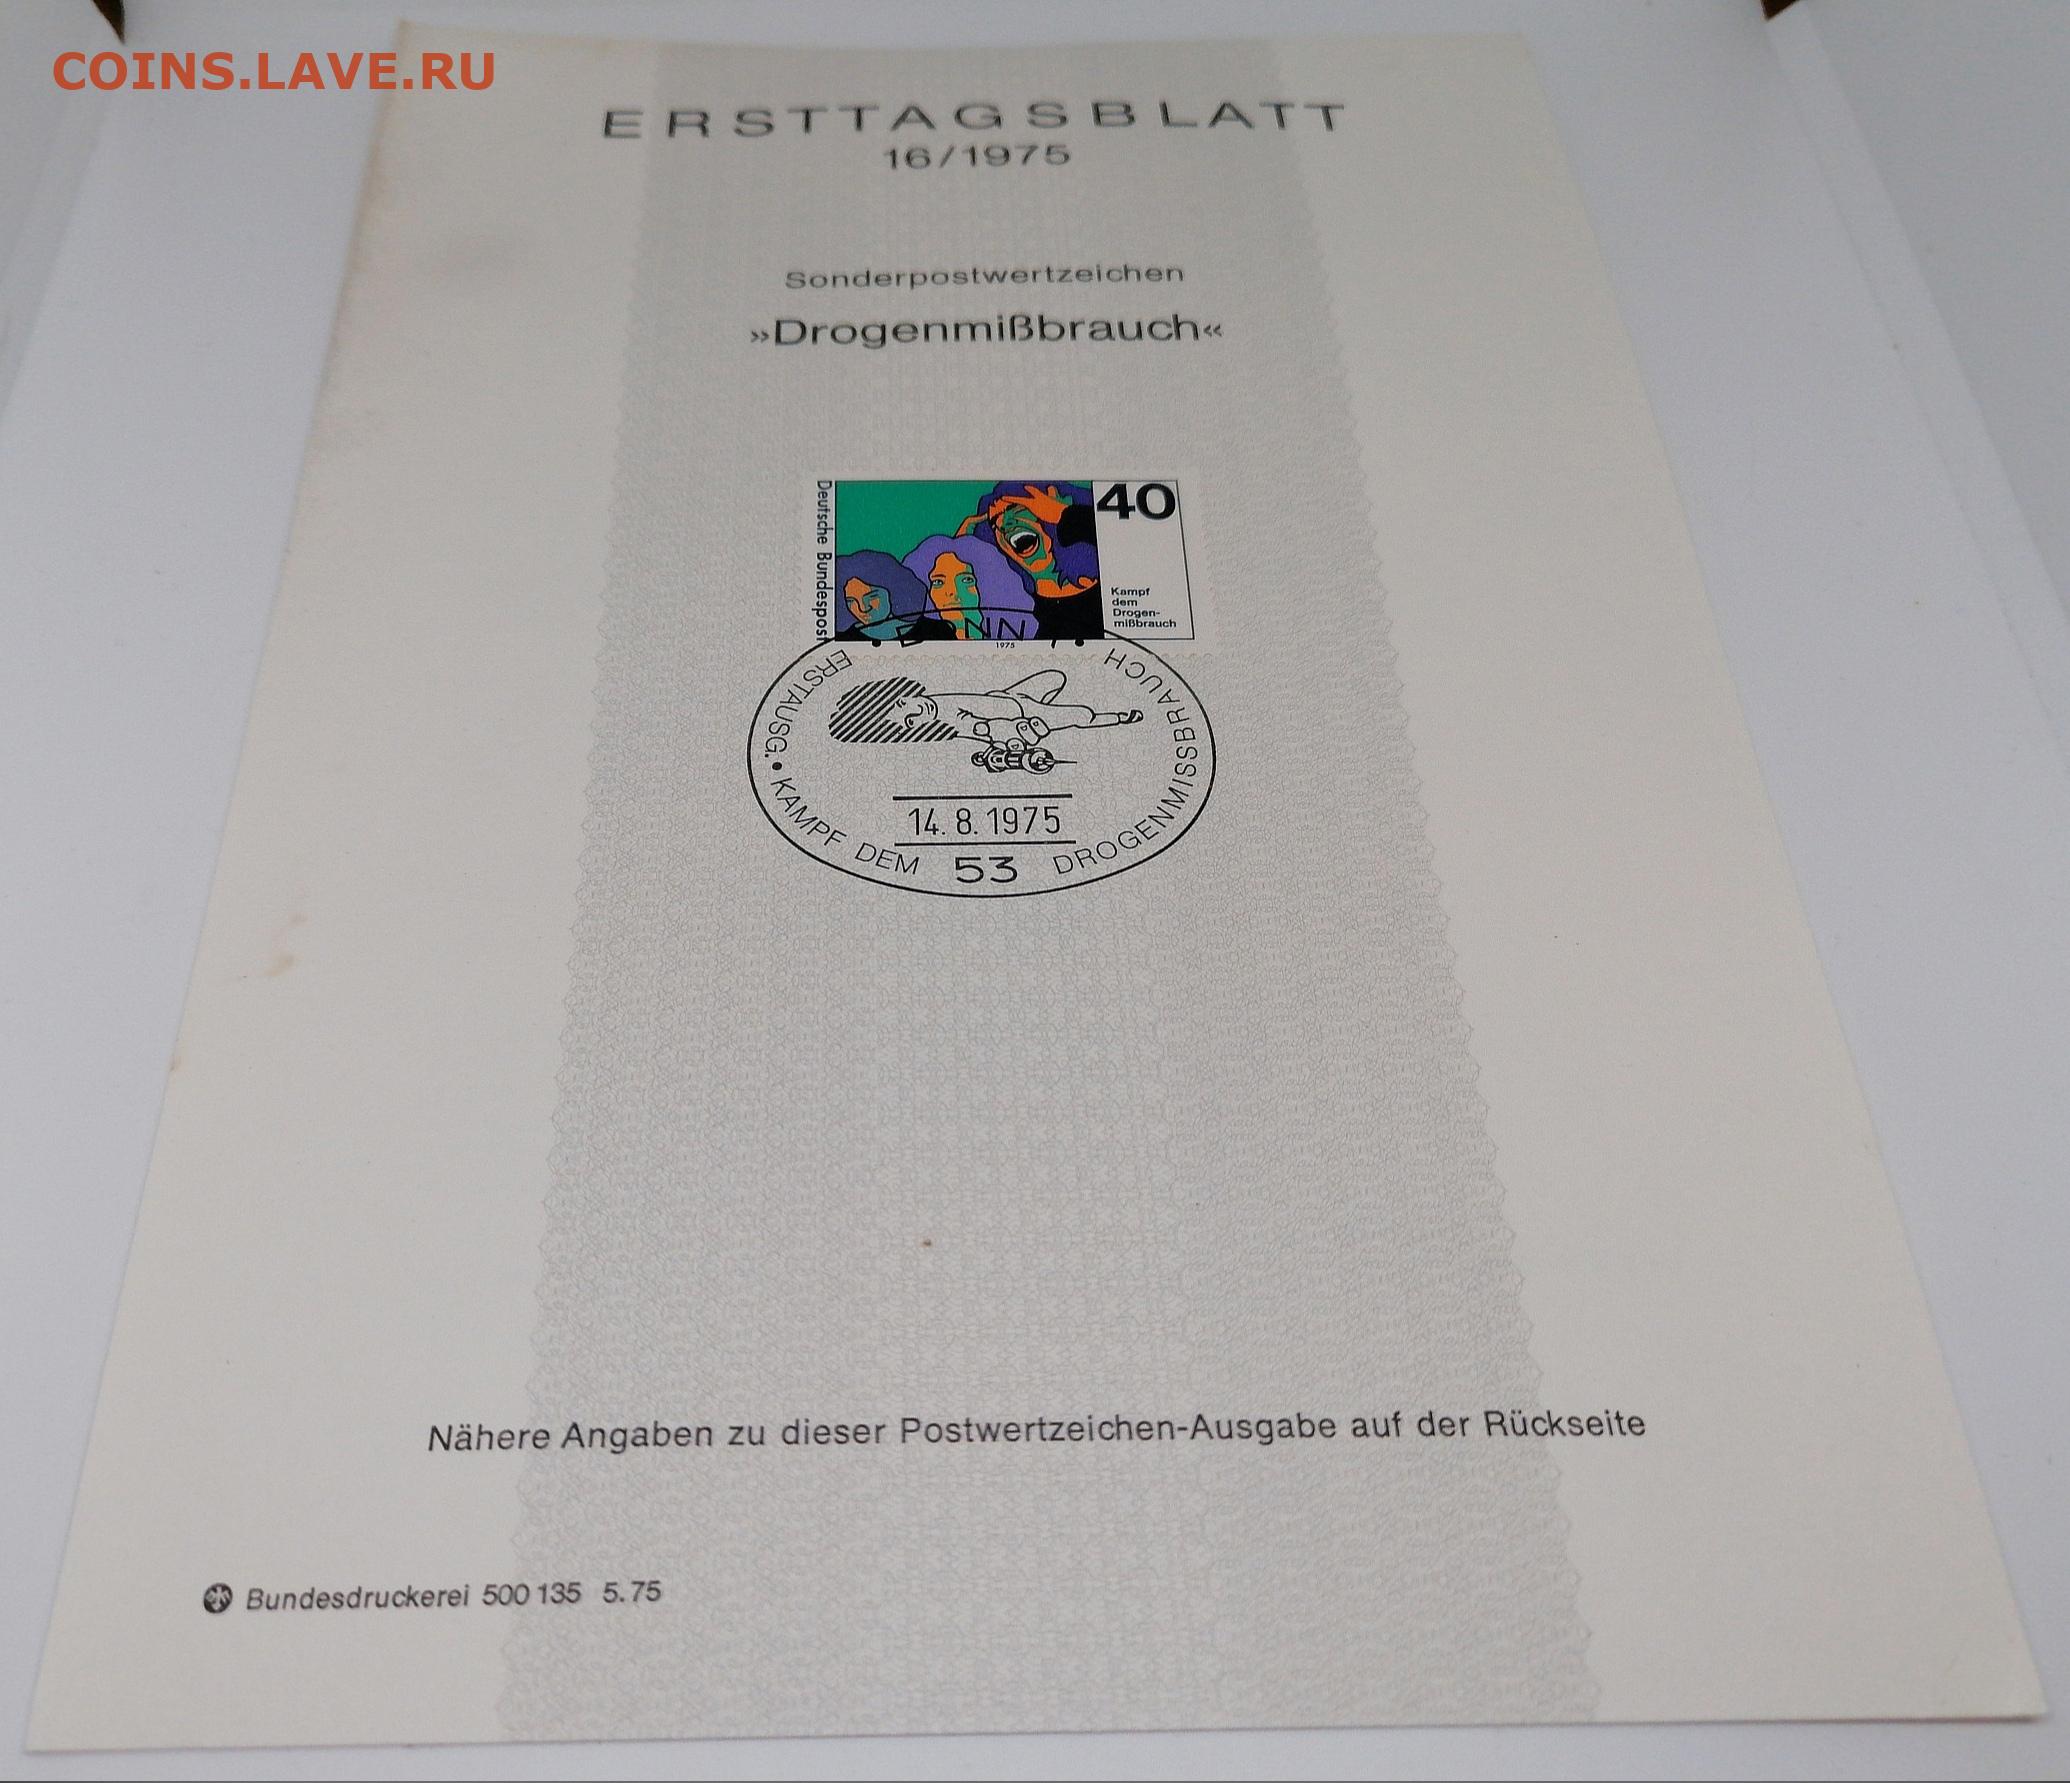 COINS.LAVE.RU
ERSTTAGSBLATT
16/1975
Sonderpostwertzeichen
»Drogenmißbrauch«
Deutsche Bundespost
40
Kampf
dem
Drogen-
mißbrauch
1975
ERSTAUSG. • KAMPF DEM DROGENMISSBRAUCH
14.8.1975
53
Nähere Angaben zu dieser Postwertzeichen-Ausgabe auf der Rückseite
Bundesdruckerei 500 135 5.75